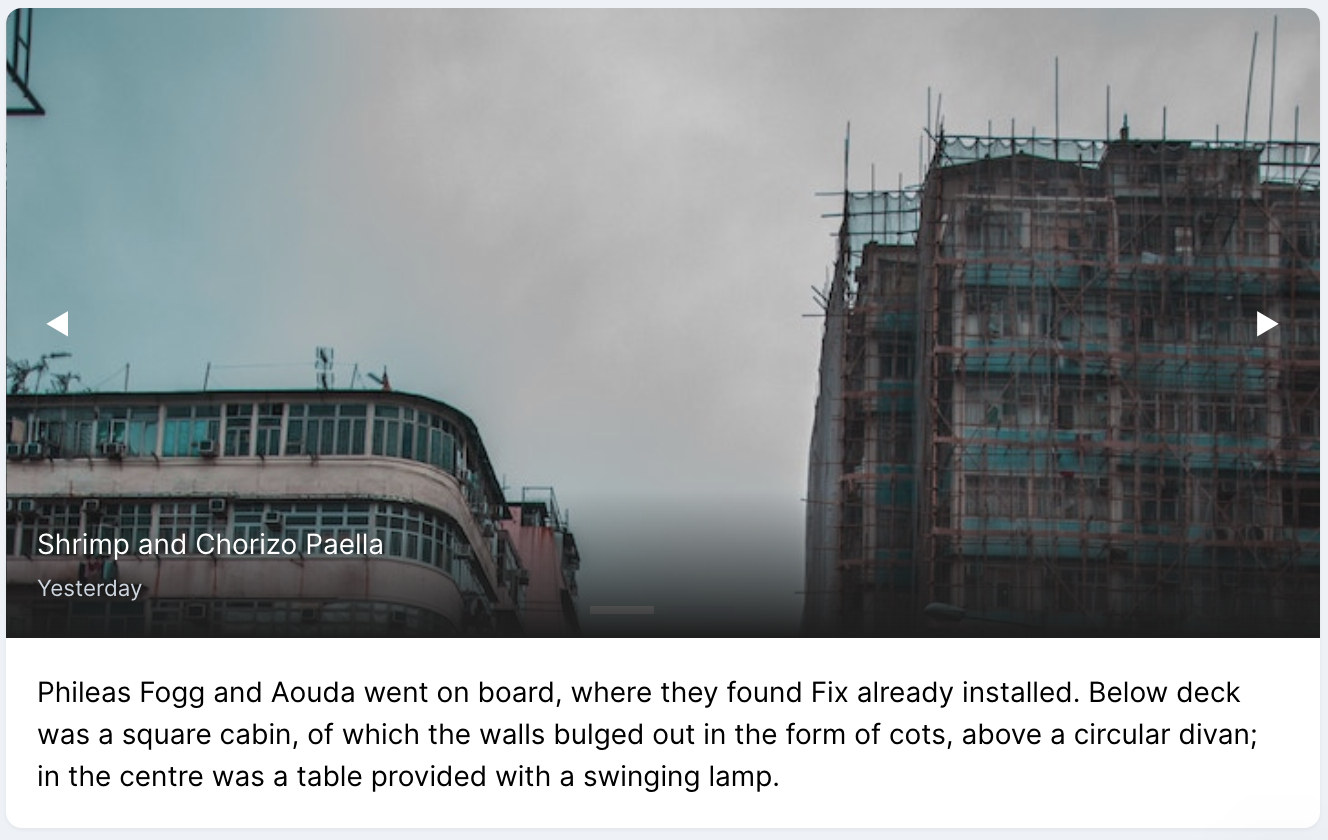 Shrimp and Chorizo Paella
Yesterday
Phileas Fogg and Aouda went on board, where they found Fix already installed. Below deck
was a square cabin, of which the walls bulged out in the form of cots, above a circular divan;
in the centre was a table provided with a swinging lamp.